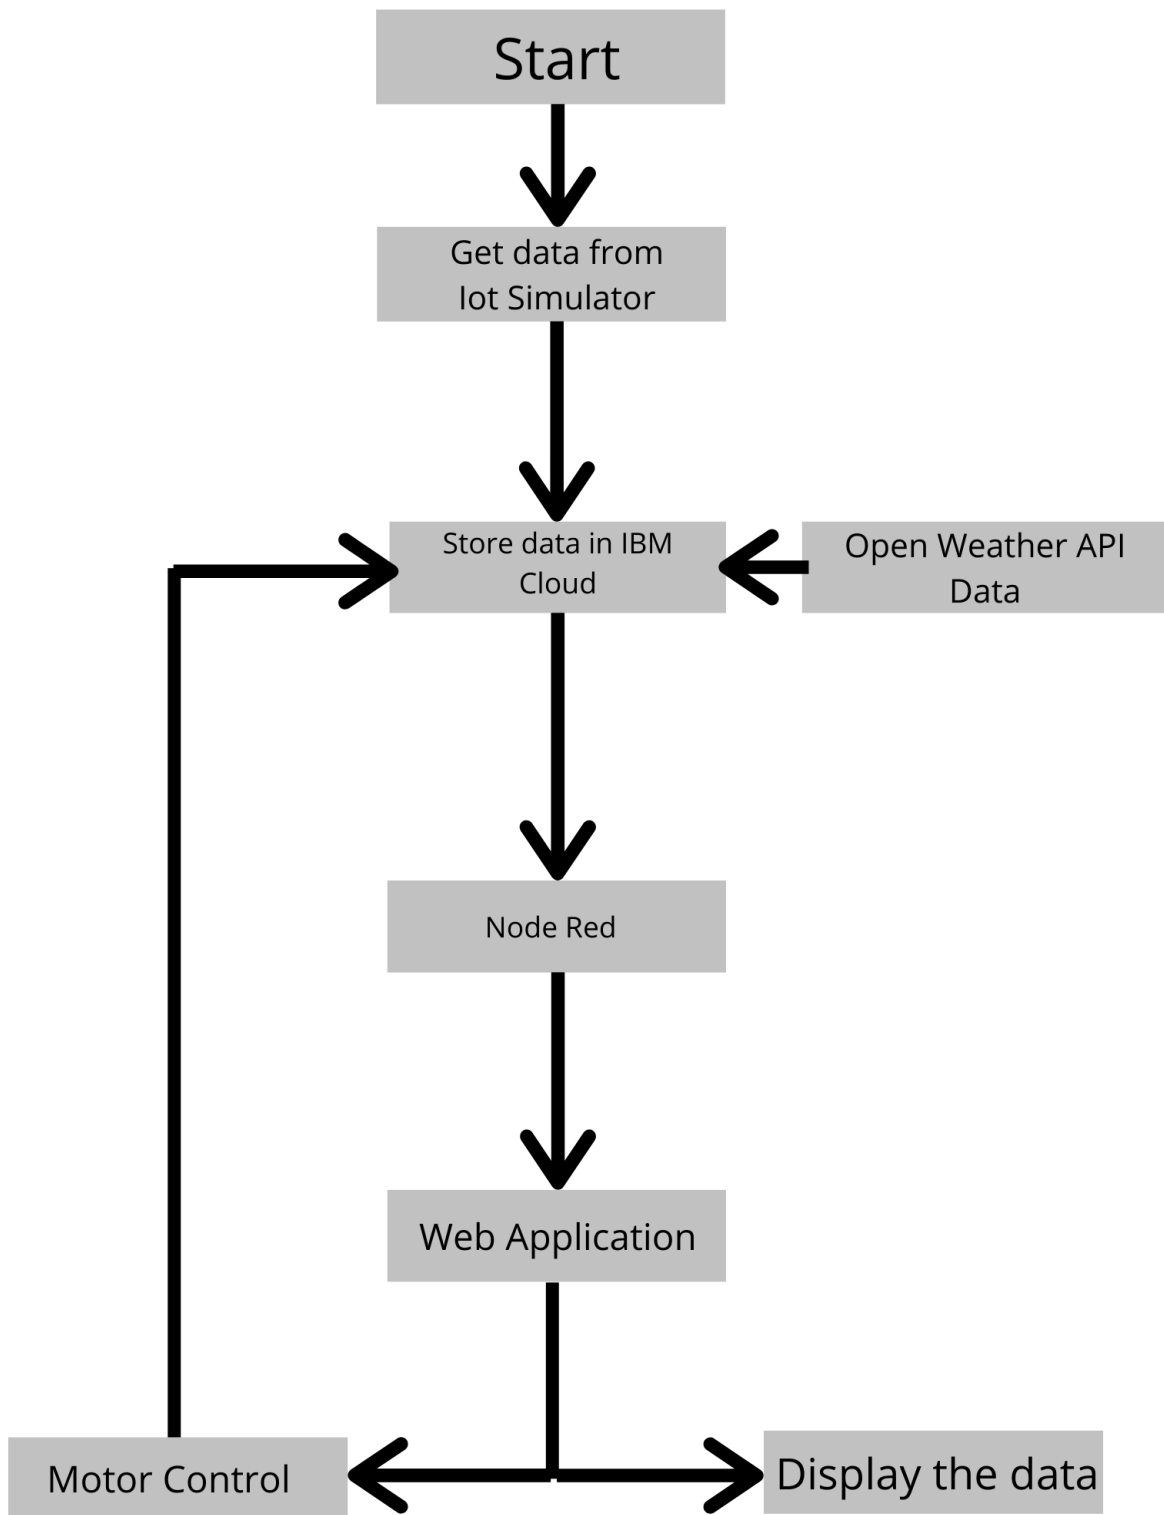 Start
Get data from
Iot Simulator
Store data in IBM
Cloud
Open Weather API
Data
Node Red
Web Application
Motor Control
Display the data